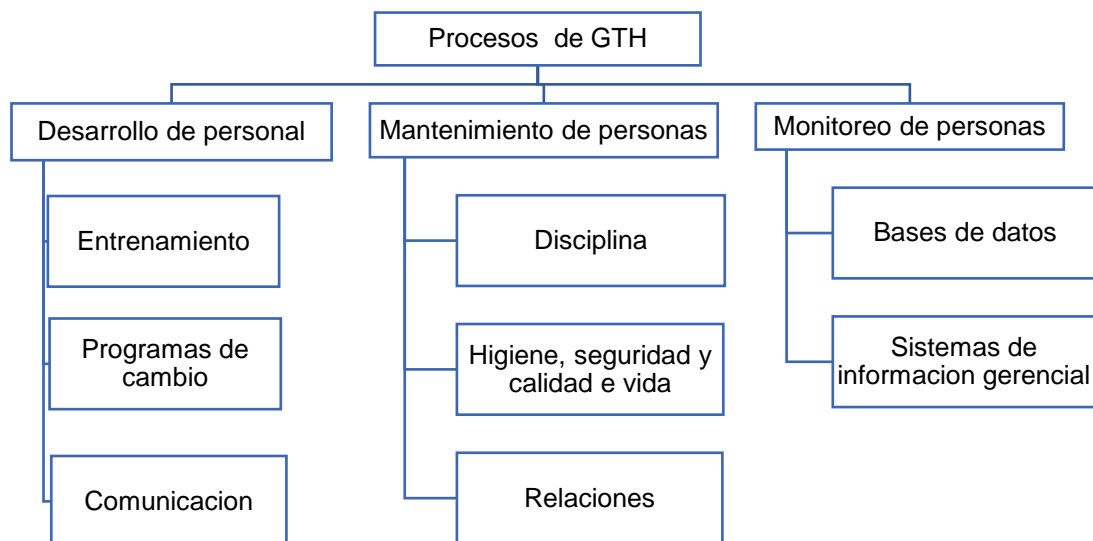 Procesos de GTH
Desarrollo de personal
Mantenimiento de personas
Monitoreo de personas
Entrenamiento
Programas de
cambio
Comunicacion
Disciplina
Higiene, seguridad y
calidad e vida
Relaciones
Bases de datos
Sistemas de
informacion gerencial